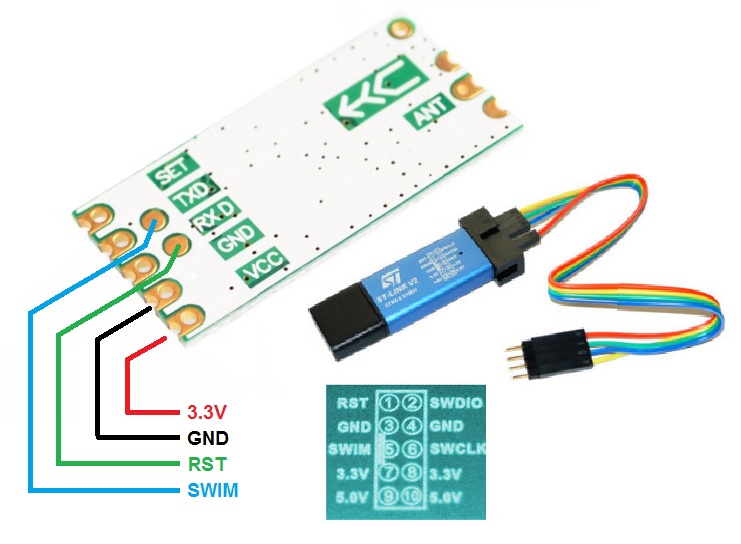 ANT
SET
TXD
RXD
GND
VCC
ST-LINK V2
3.3V
GND
RST
SWIM
RST 1 2 SWDIO
GND 3 4 GND
SWIM 5 6 SWCLK
3.3V 7 8 3.3V
5.0V 9 10 5.0V